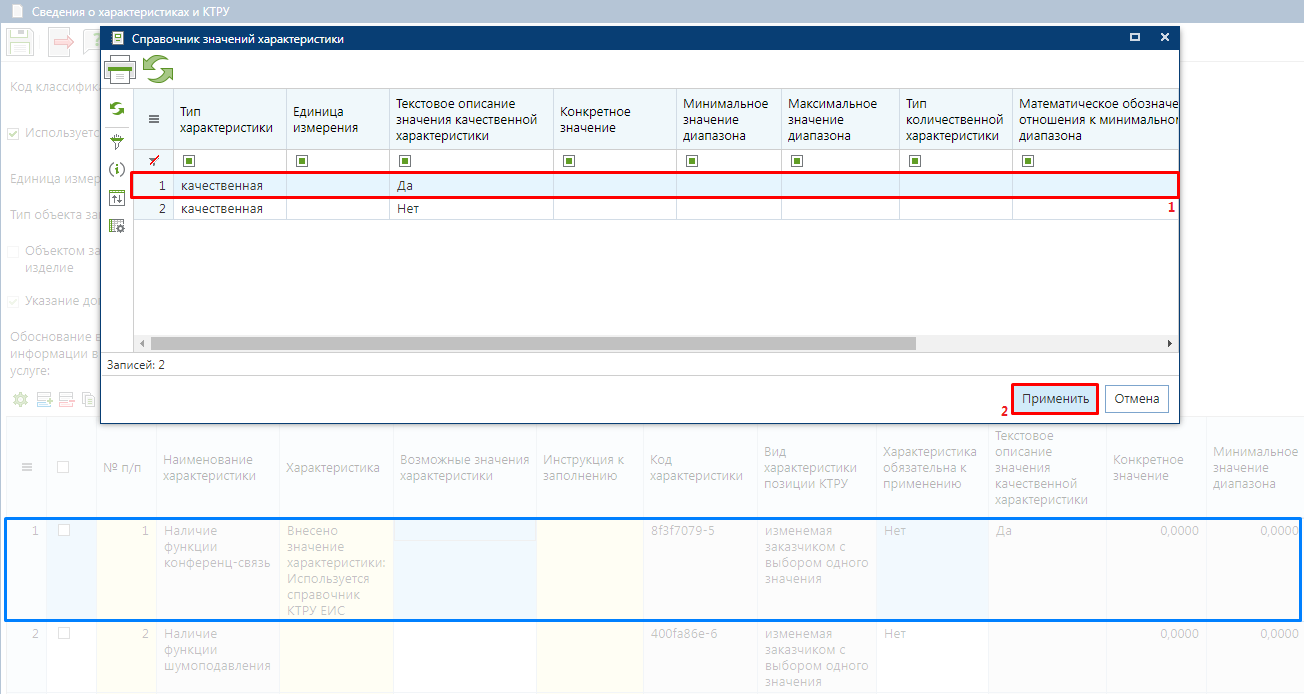 Сведения о характеристиках и КТРУ
Справочник значений характеристики
Код классифик
Используетс
Единица измер
Тип объекта за
Объектом за
изделие
Указание до
Обоснование в
информации в
услуге:
Тип
характеристики
Единица
измерения
Текстовое описание
значения качественной
характеристики
Конкретное
значение
Минимальное
значение
диапазона
Максимальное
значение
диапазона
Тип
количественной
характеристики
Математическое обозначе
отношения к минимальном
диапазона
1 качественная Да
2 качественная Нет
1
Записей: 2
2
Применить
Отмена
№ п/п
Наименование
характеристики
Характеристика
Возможные значения
характеристики
Инструкция к
заполнению
Код
характеристики
Вид
характеристики
позиции КТРУ
Характеристика
обязательна к
применению
Текстовое
описание
значения
качественной
характеристики
Конкретное
значение
Минимальное
значение
диапазона
1
1
Наличие
функции
конференц-связь
Внесено
значение
характеристики:
Используется
справочник
КТРУ ЕИС
8f3f7079-5
изменемая
заказчиком с
выбором одного
значения
Нет
Да
0,0000
0,0000
2
2
Наличие
функции
шумоподавления
400fa86e-6
изменемая
заказчиком с
выбором одного
значения
Нет
0,0000
0,0000